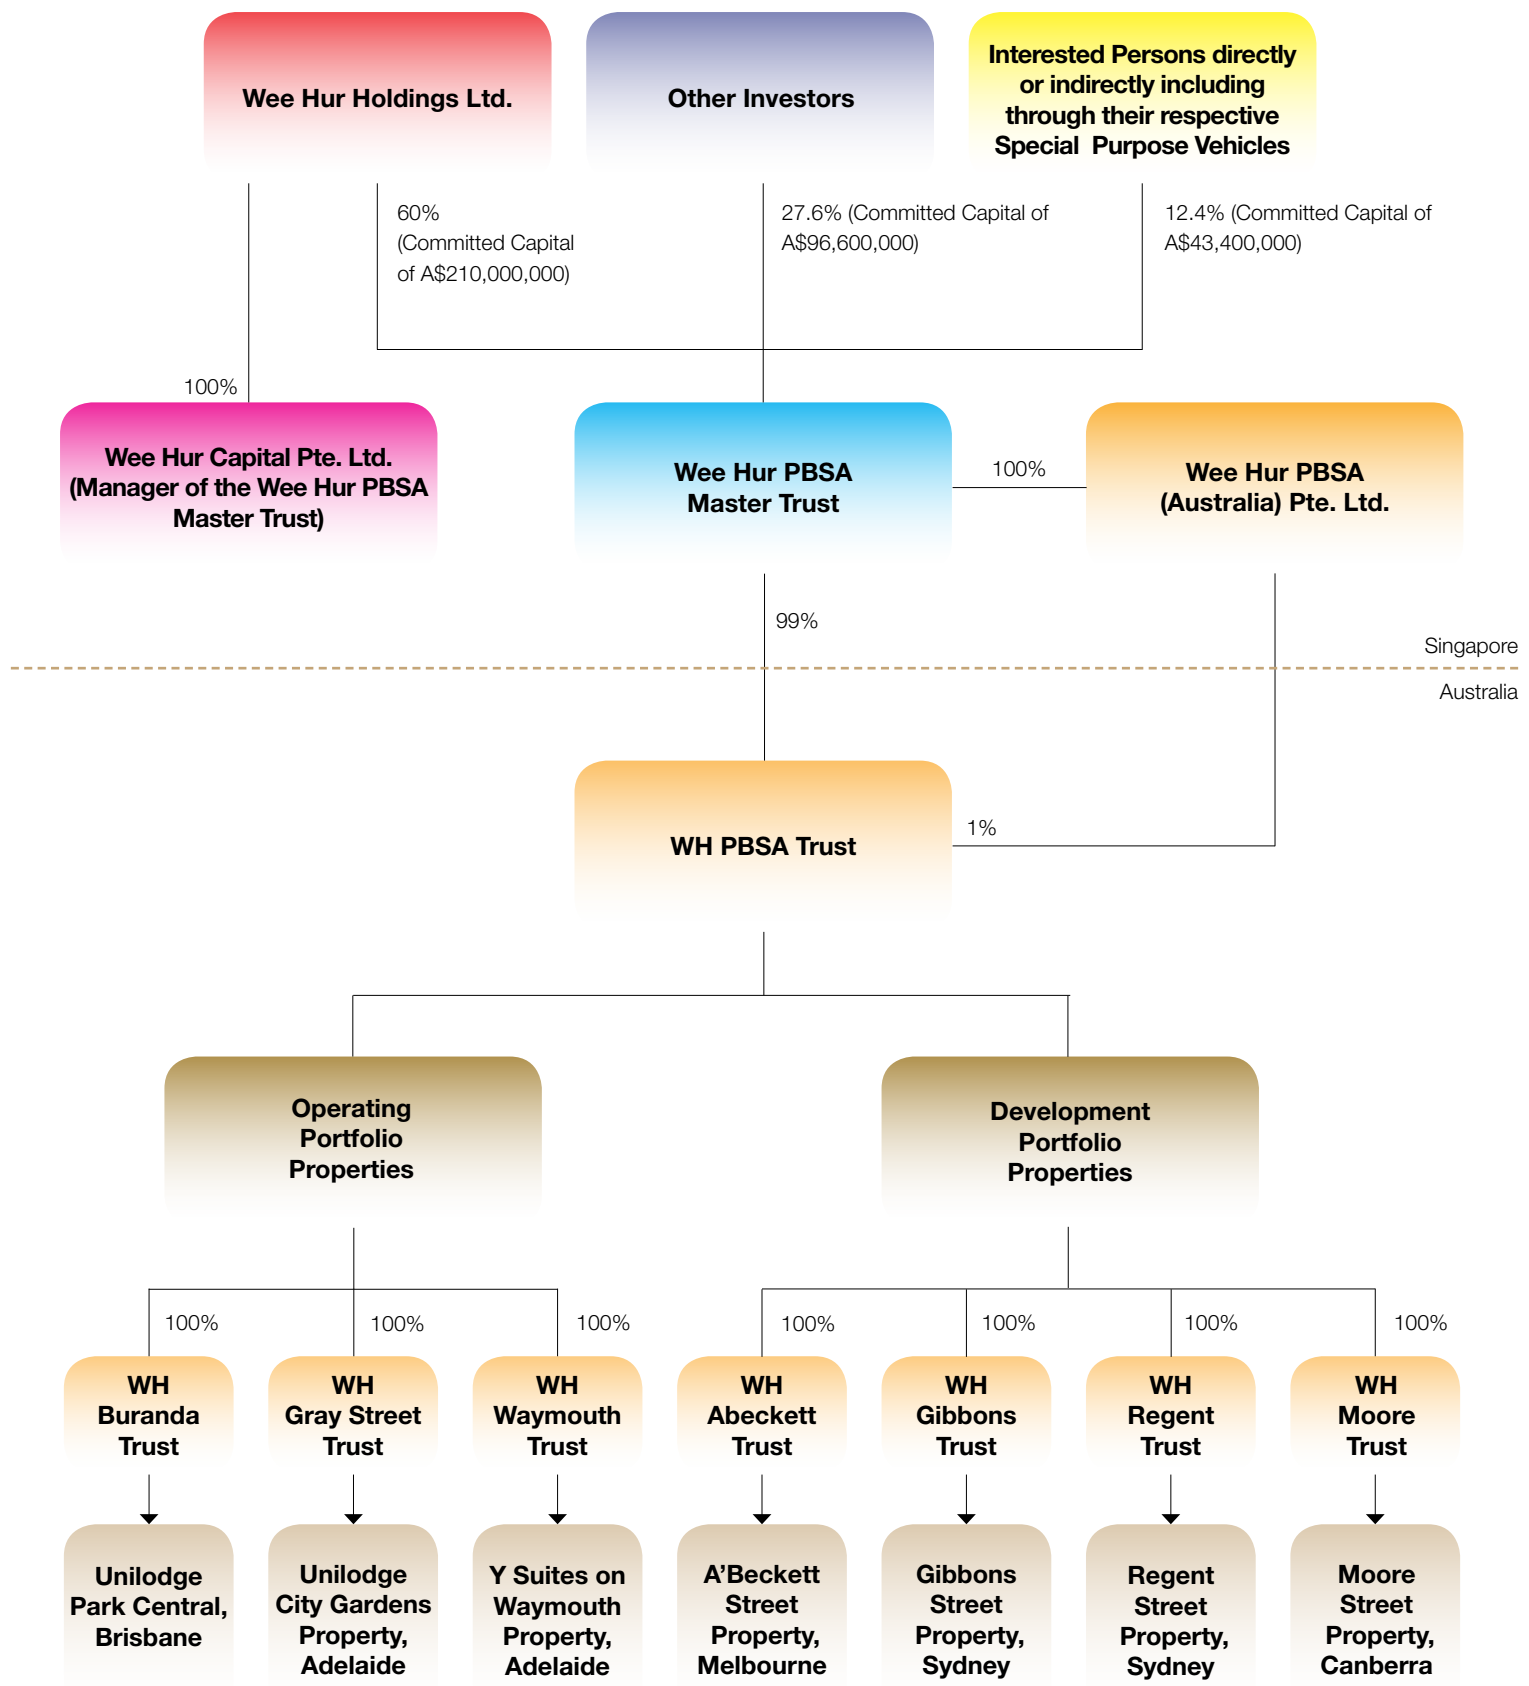 Wee Hur Holdings Ltd.
Other Investors
Interested Persons directly
or indirectly including
through their respective
Special Purpose Vehicles
60%
(Committed Capital
of A$210,000,000)
27.6% (Committed Capital of
A$96,600,000)
12.4% (Committed Capital of
A$43,400,000)
100%
Wee Hur Capital Pte. Ltd.
(Manager of the Wee Hur PBSA
Master Trust)
Wee Hur PBSA
Master Trust
100%
Wee Hur PBSA
(Australia) Pte. Ltd.
99%
Singapore
Australia
WH PBSA Trust
1%
Operating
Portfolio
Properties
Development
Portfolio
Properties
100%
100%
100%
100%
100%
100%
100%
WH
Buranda
Trust
WH
Gray Street
Trust
WH
Waymouth
Trust
WH
Abeckett
Trust
WH
Gibbons
Trust
WH
Regent
Trust
WH
Moore
Trust
Unilodge
Park Central,
Brisbane
Unilodge
City Gardens
Property,
Adelaide
Y Suites on
Waymouth
Property,
Adelaide
A’Beckett
Street
Property,
Melbourne
Gibbons
Street
Property,
Sydney
Regent
Street
Property,
Sydney
Moore
Street
Property,
Canberra